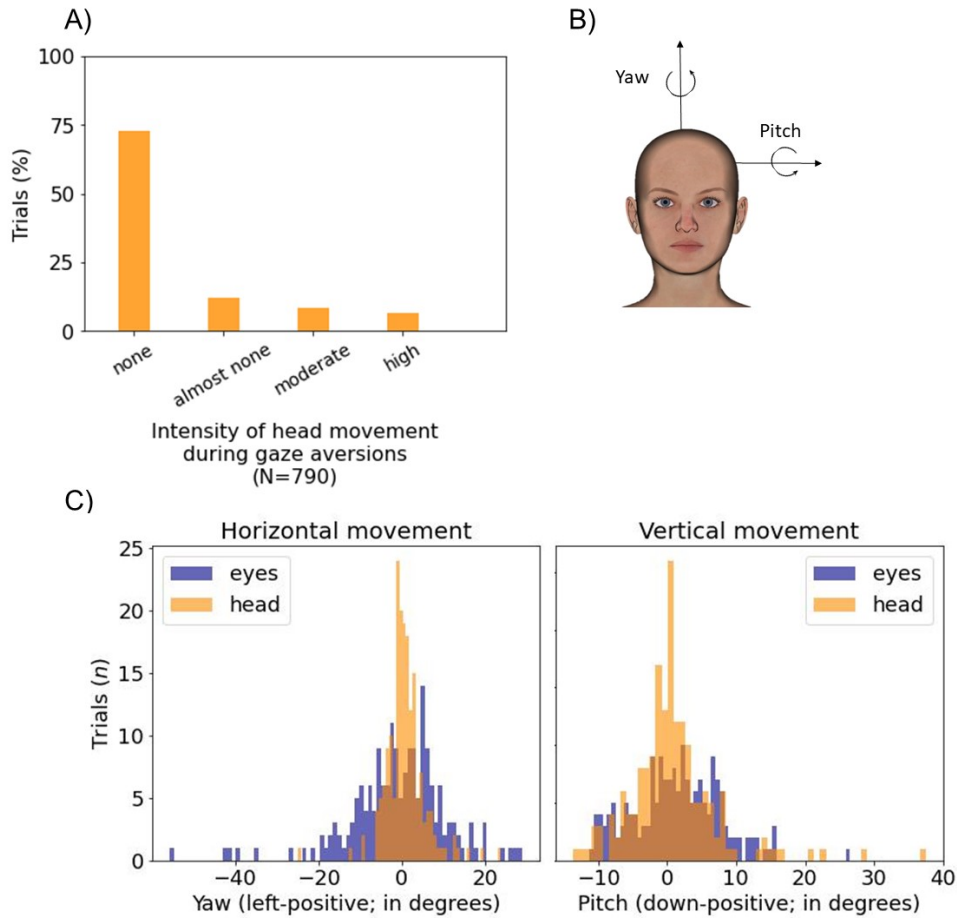 A)
B)
100
75
50
25
0
Trials (%)
none
almost none
moderate
high
Intensity of head movement
during gaze aversions
(N=790)
Yaw
Pitch
C)
Horizontal movement
Vertical movement
25
20
15
10
5
0
Trials (n)
eyes
head
eyes
head
−40 −20 0 20
−10 0 10 20 30 40
Yaw (left-positive; in degrees)
Pitch (down-positive; in degrees)